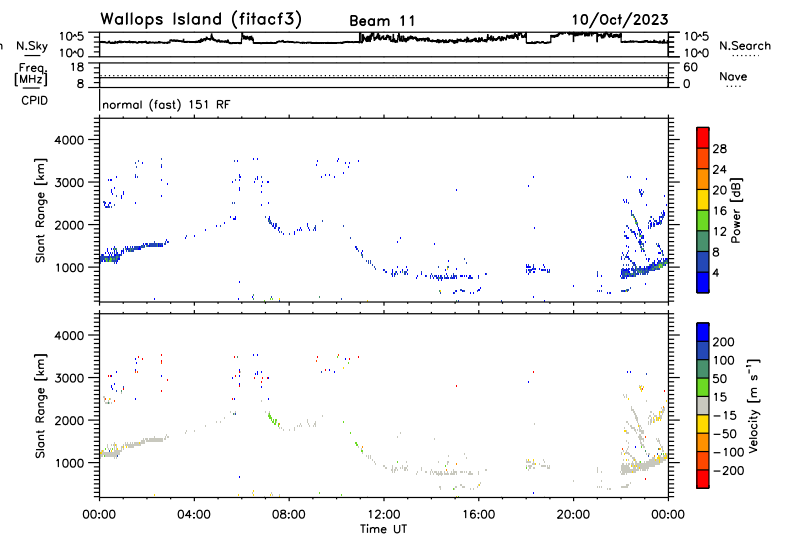 Wallops Island (fitacf3) Beam 11 10/Oct/2023
n N.Sky 10^5 10^0 10^5 10^0 N.Search
Freq. [MHz] 18 8 60 0 Nave
CPID normal (fast) 151 RF
Slant Range [km]
4000
3000
2000
1000
Power [dB]
28
24
20
16
12
8
4
Slant Range [km]
4000
3000
2000
1000
Velocity [m s⁻¹]
200
100
50
15
-15
-50
-100
-200
00:00 04:00 08:00 12:00 16:00 20:00 00:00
Time UT